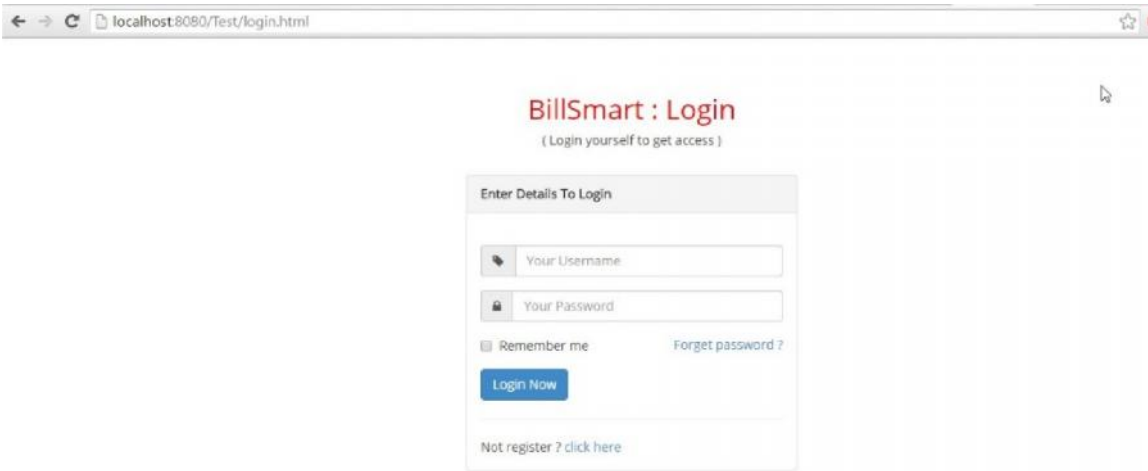 localhost:8080/Test/login.html
BillSmart : Login
( Login yourself to get access )
Enter Details To Login
Your Username
Your Password
Remember me Forget password ?
Login Now
Not register ? click here